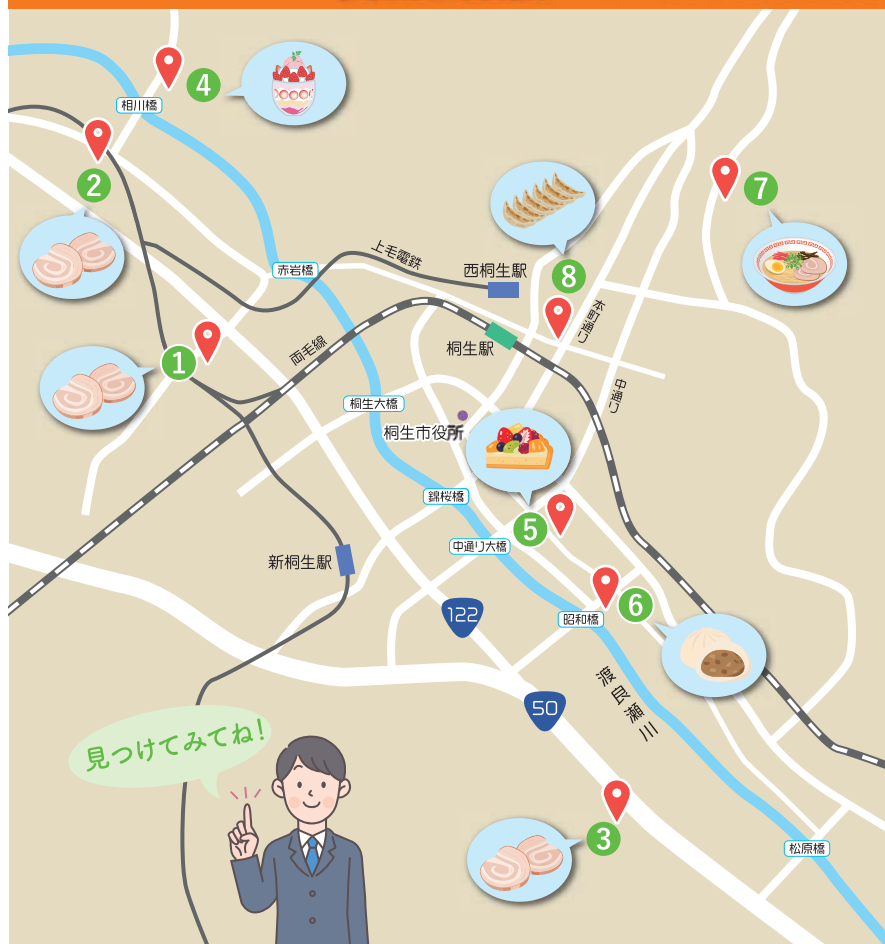 4
相川橋
2
7
8
上毛電鉄
西桐生駅
赤岩橋
本町通り
両毛線
桐生駅
1
中通り
桐生大橋
桐生市役所
錦桜橋
5
中通り大橋
新桐生駅
6
昭和橋
122
渡良瀬川
50
見つけてみてね!
3
松原橋